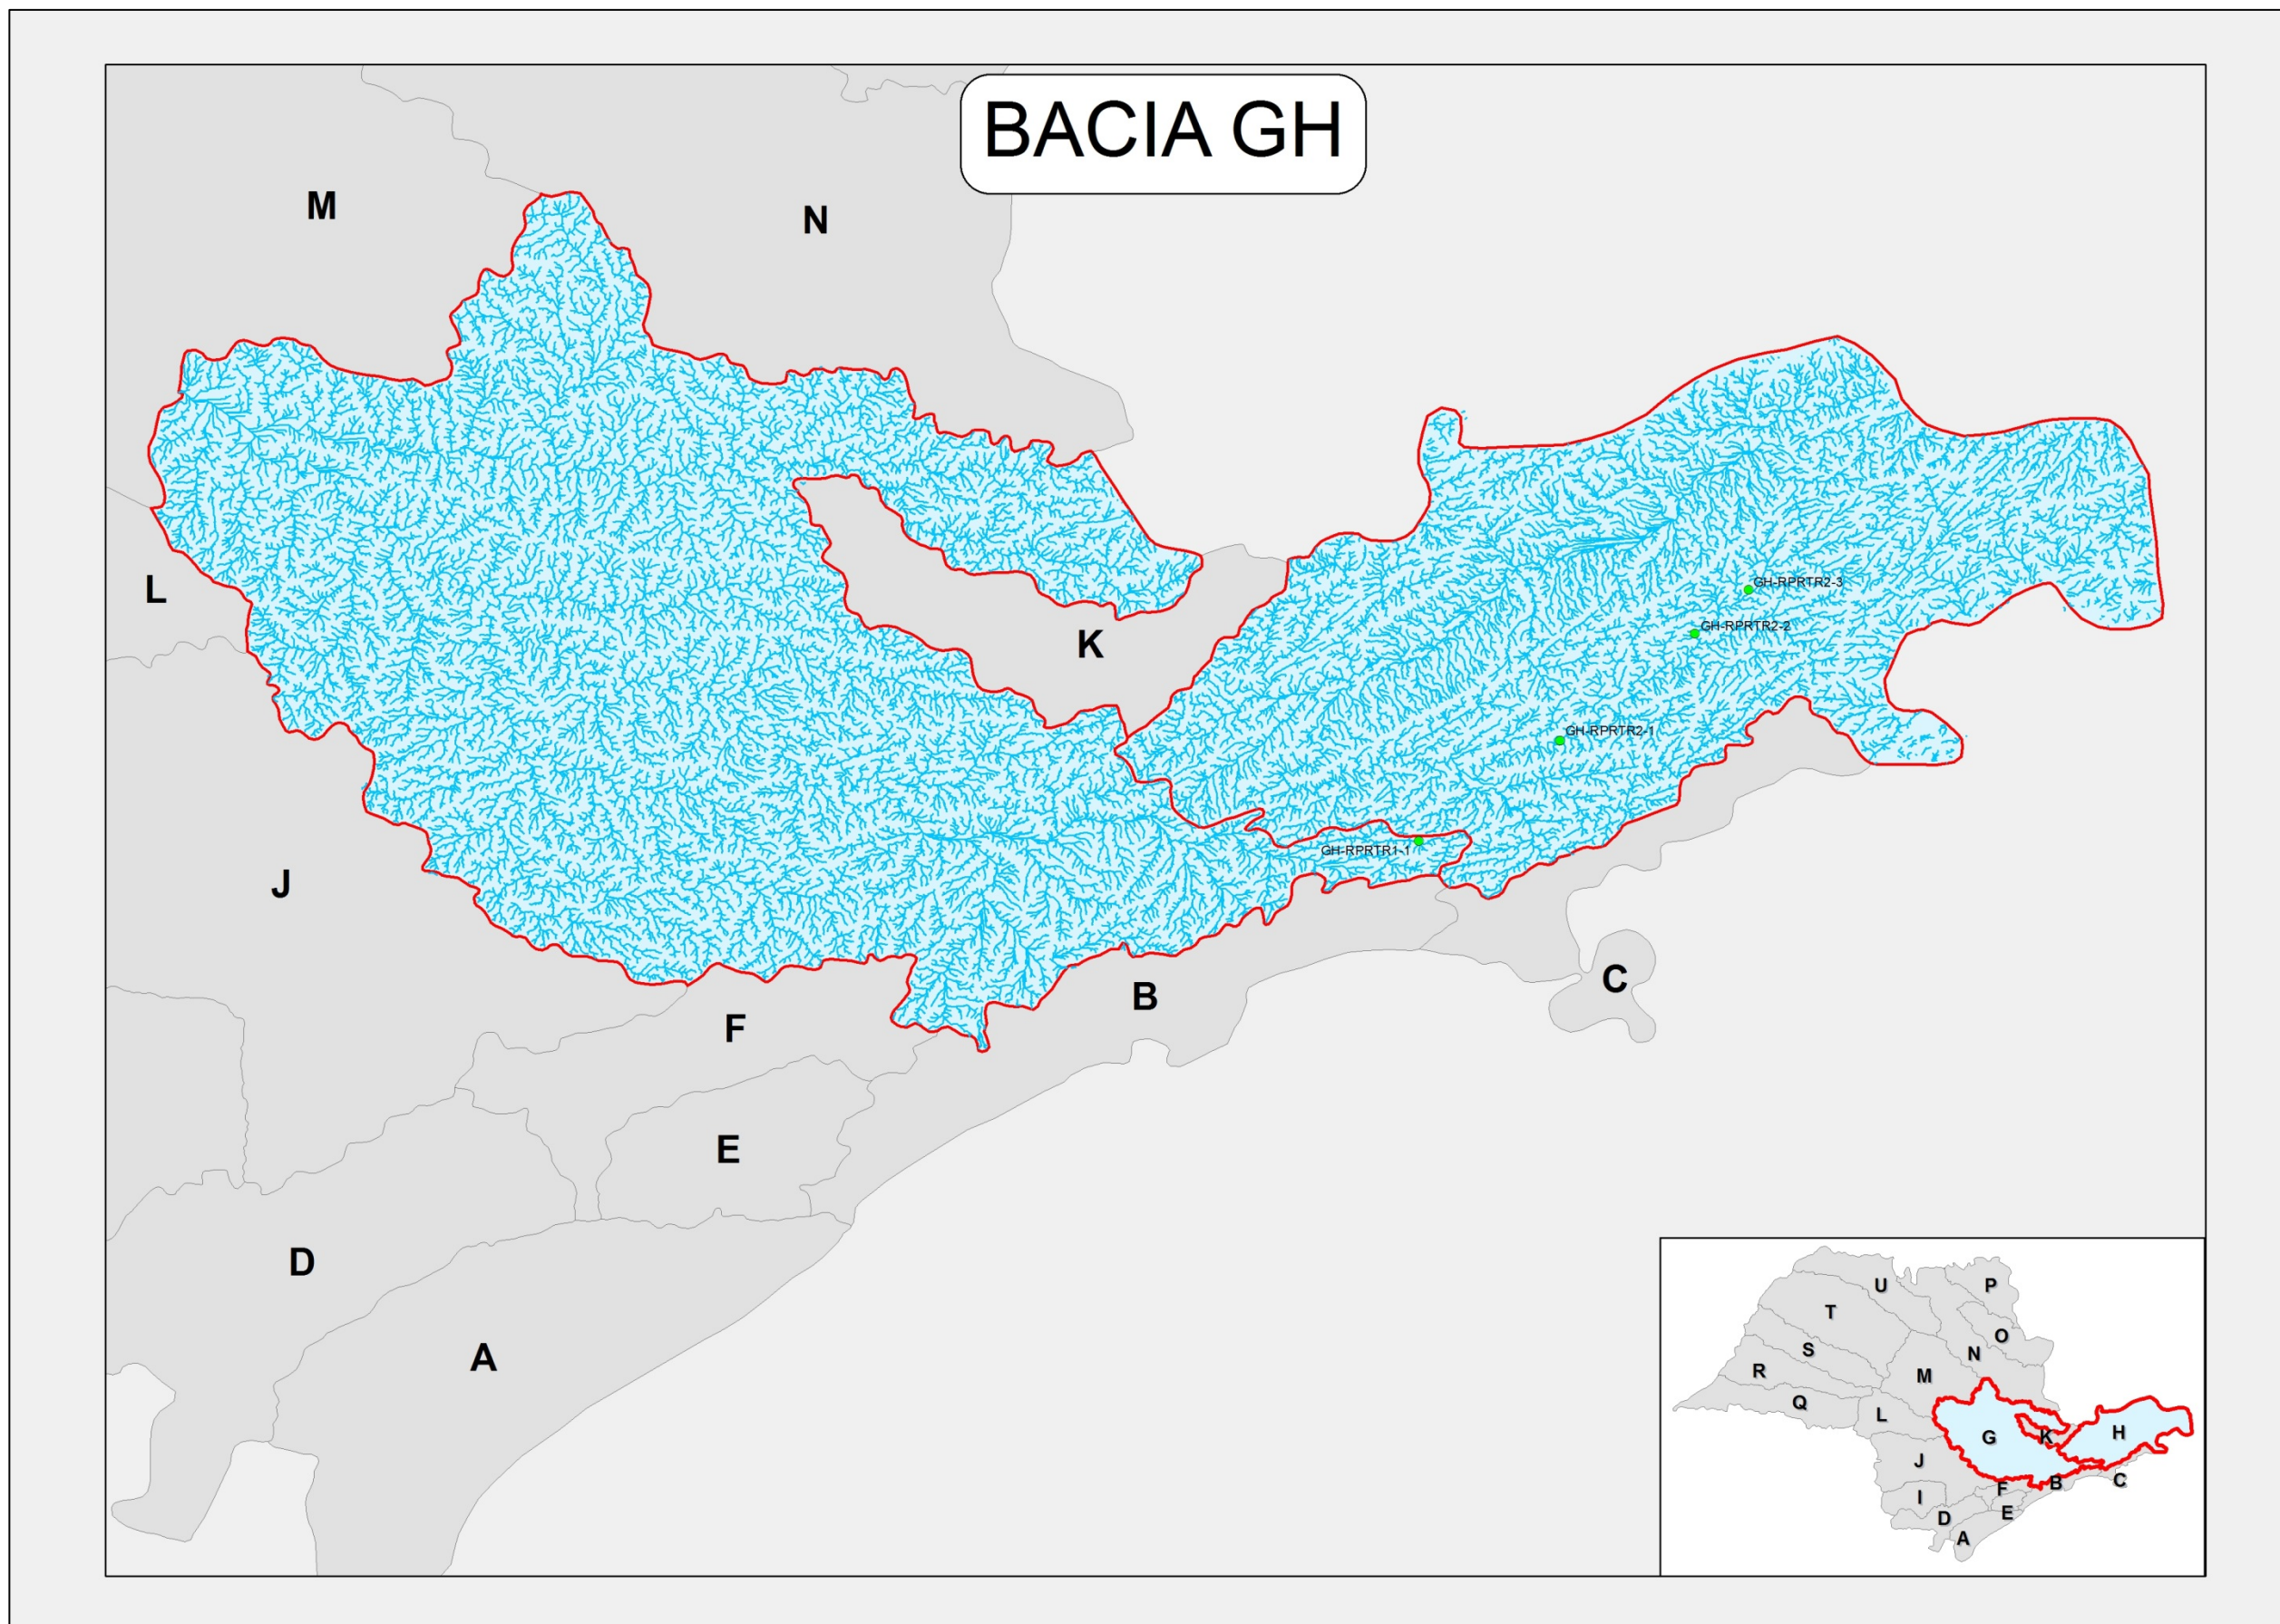 BACIA GH
M
N
L
K
GH-RPRTR2-3
GH-RPRTR2-2
GH-RPRTR2-1
GH-RPRTR1-1
J
B
C
F
E
D
A
U
P
T
O
S
N
R
M
Q
L
G
K
H
J
C
B
F
I
E
D
A